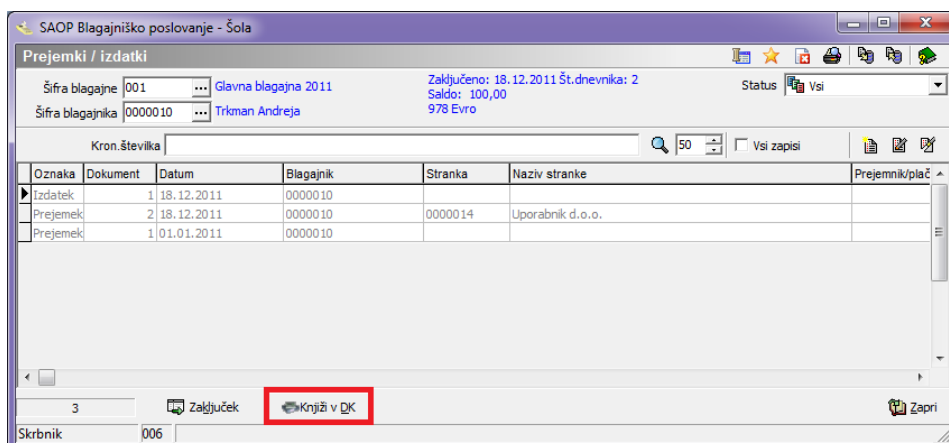 SAOP Blagajniško poslovanje - Šola
Prejemki / izdatki
Šifra blagajne 001 ... Glavna blagajna 2011 Zaključeno: 18.12.2011 Št.dnevnika: 2 Status Vsi
Saldo: 100,00
Šifra blagajnika 0000010 ... Trkman Andreja 978 Evro
Kron.številka 50 Vsi zapisi
Oznaka Dokument Datum Blagajnik Stranka Naziv stranke Prejemnik/plač
Izdatek 1 18.12.2011 0000010
Prejemek 2 18.12.2011 0000010 0000014 Uporabnik d.o.o.
Prejemek 1 01.01.2011 0000010
3 Zaključek Knjiži v DK Zapri
Skrbnik 006